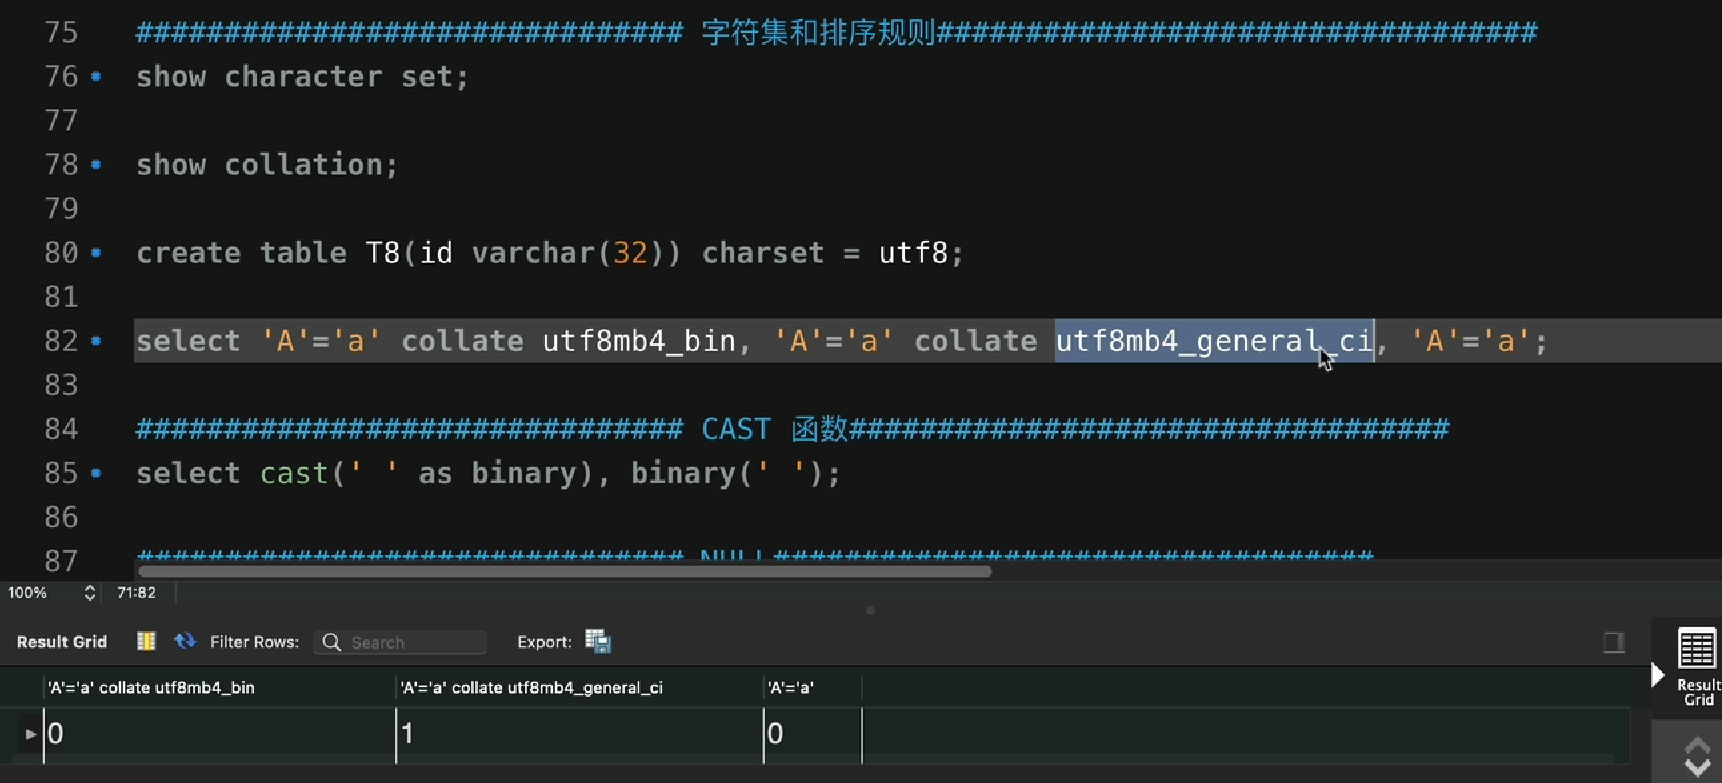 75 ############################### 字符集和排序规则##################################
76 show character set;
77
78 show collation;
79
80 create table T8(id varchar(32)) charset = utf8;
81
82 select 'A'='a' collate utf8mb4_bin, 'A'='a' collate utf8mb4_general_ci, 'A'='a';
83
84 ############################### CAST 函数##################################
85 select cast(' ' as binary), binary(' ');
86
87 ############################### NULL##################################
100% 71:82
Result Grid Filter Rows: Search Export:
'A'='a' collate utf8mb4_bin 'A'='a' collate utf8mb4_general_ci 'A'='a'
0 1 0
Result
Grid